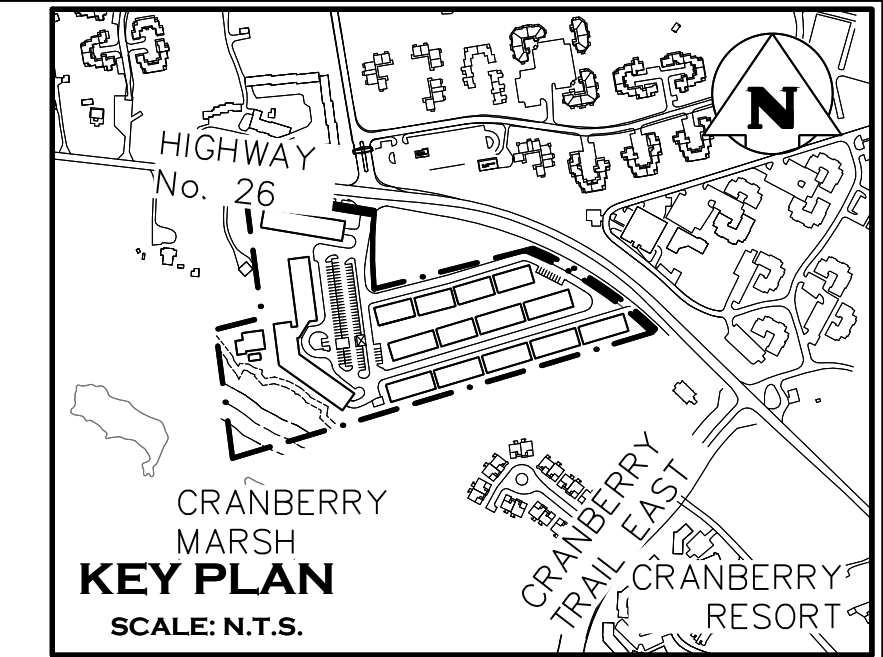 N
HIGHWAY
No. 26
CRANBERRY
MARSH
KEY PLAN
SCALE: N.T.S.
CRANBERRY
TRAIL EAST
CRANBERRY
RESORT